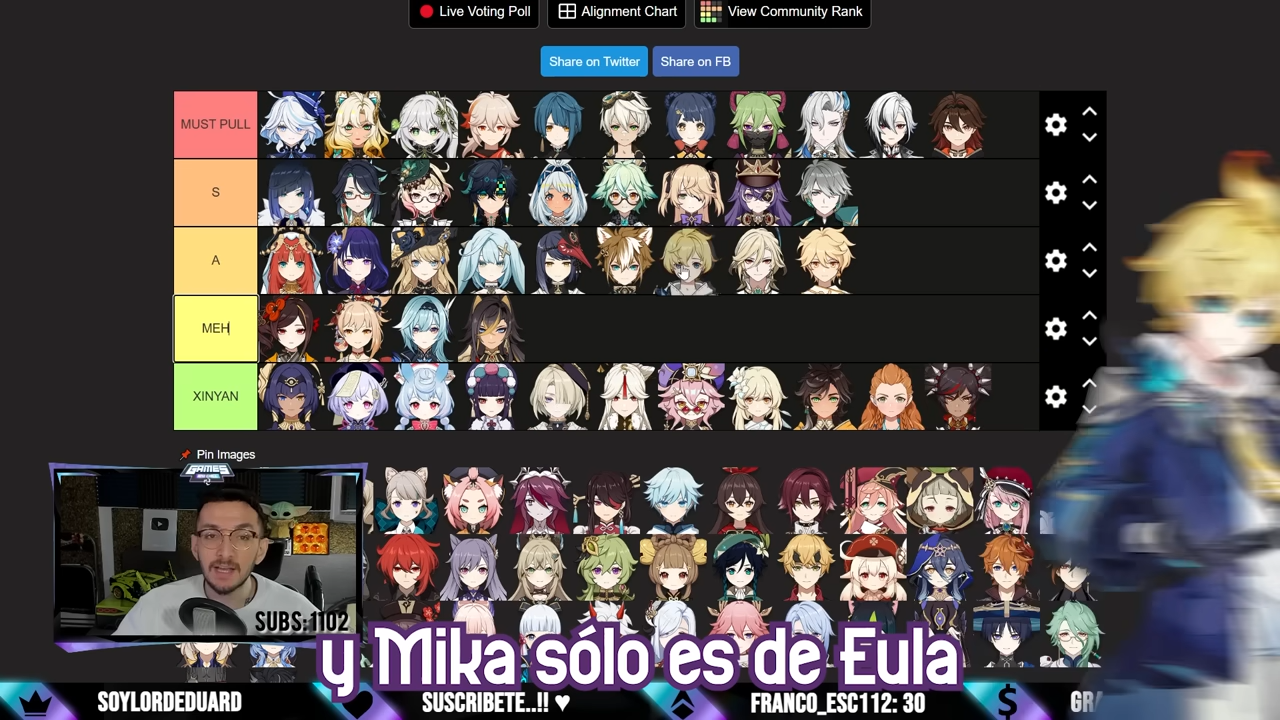 Live Voting Poll
Alignment Chart
View Community Rank
Share on Twitter
Share on FB
MUST PULL
S
A
MEH
XINYAN
Pin Images
GAMES
SUBS:1102
y Mika sólo es de Eula
SOYLORDEDUARD
SUSCRIBETE..!! ♥
FRANCO_ESC112: 30
$